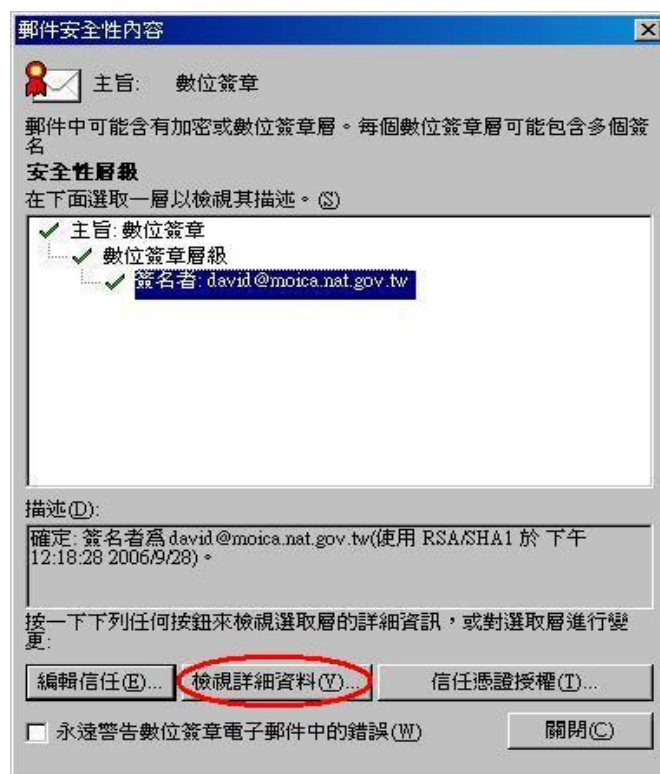 郵件安全性內容
主旨: 數位簽章
郵件中可能含有加密或數位簽章層。每個數位簽章層可能包含多個簽
名
安全性層級
在下面選取一層以檢視其描述。(S)
主旨: 數位簽章
數位簽章層級
簽名者: david@moica.nat.gov.tw
描述(D):
確定: 簽名者為 david@moica.nat.gov.tw(使用 RSA/SHA1 於 下午
12:18:28 2006/9/28)。
按一下下列任何按鈕來檢視選取層的詳細資訊，或對選取層進行變
更:
編輯信任(E)... 檢視詳細資料(V)... 信任憑證授權(T)...
永遠警告數位簽章電子郵件中的錯誤(W) 關閉(C)